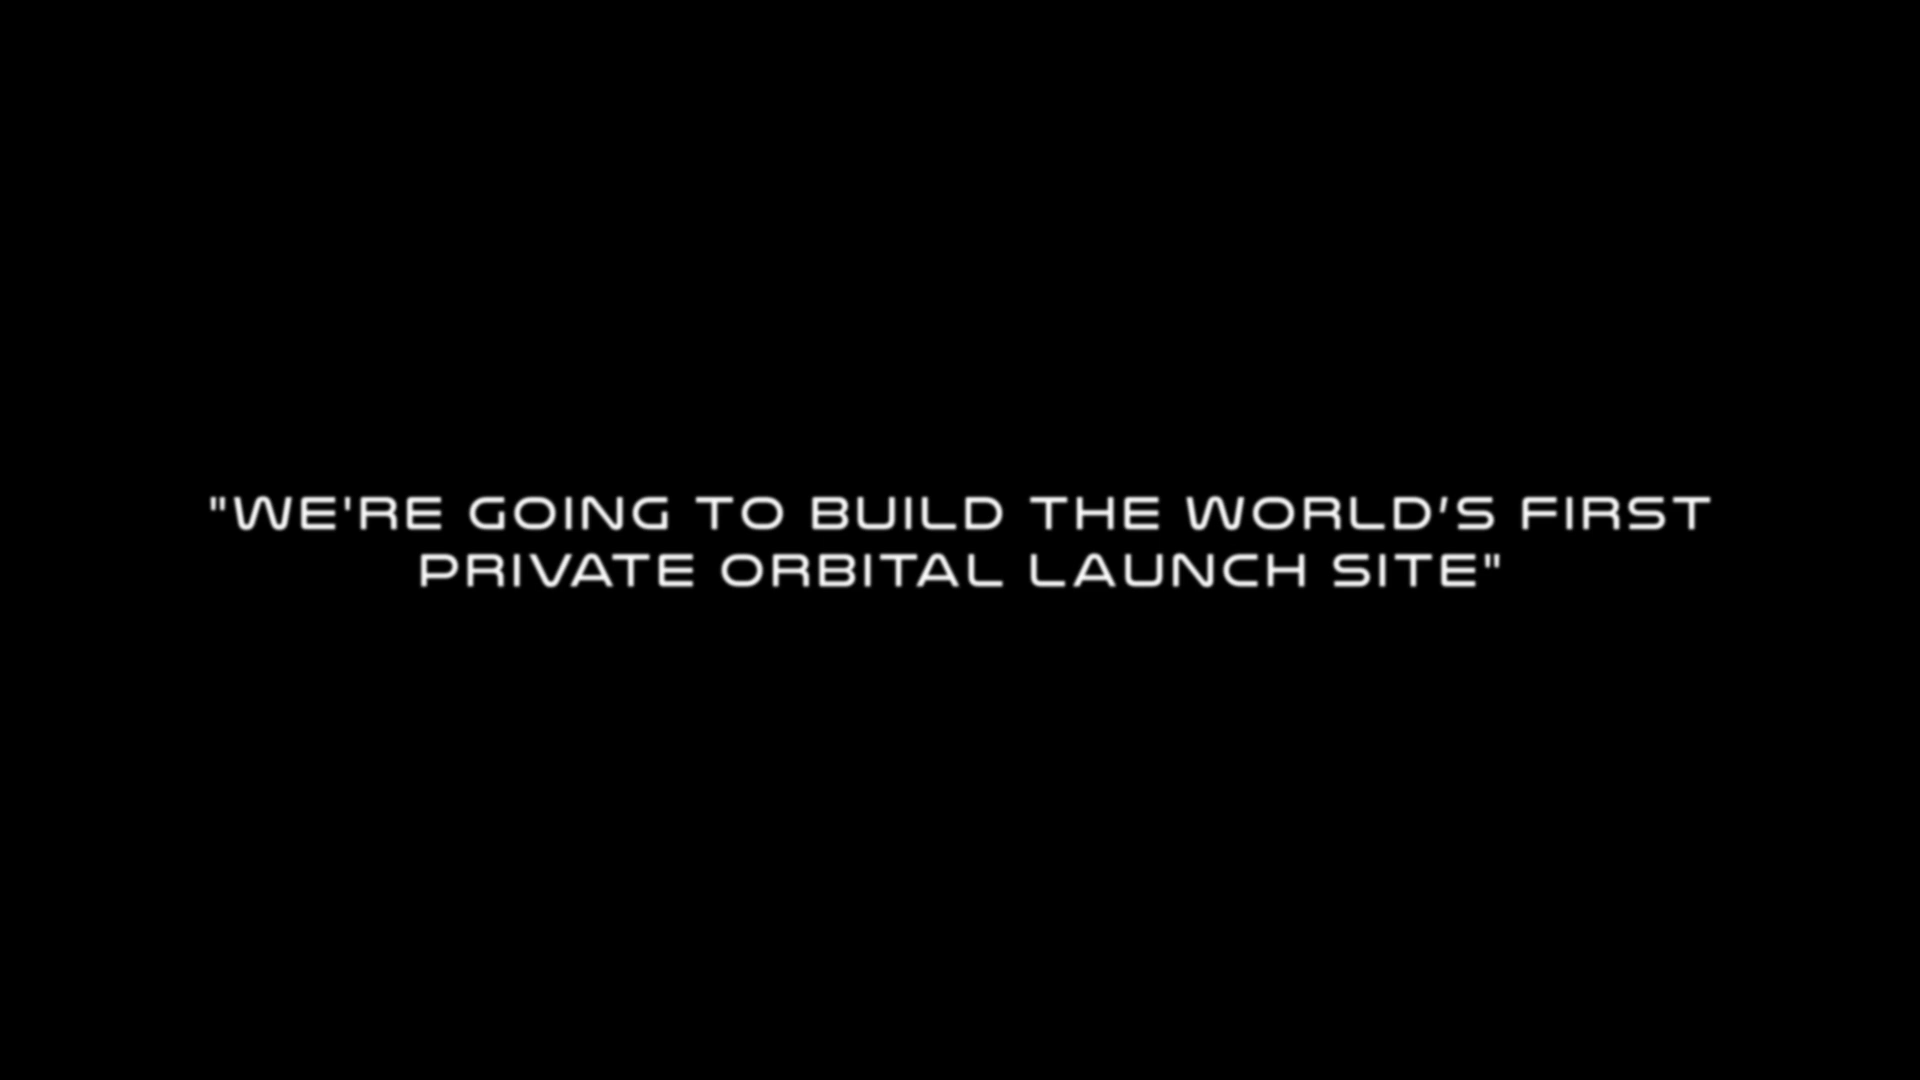 "WE'RE GOING TO BUILD THE WORLD'S FIRST
PRIVATE ORBITAL LAUNCH SITE"